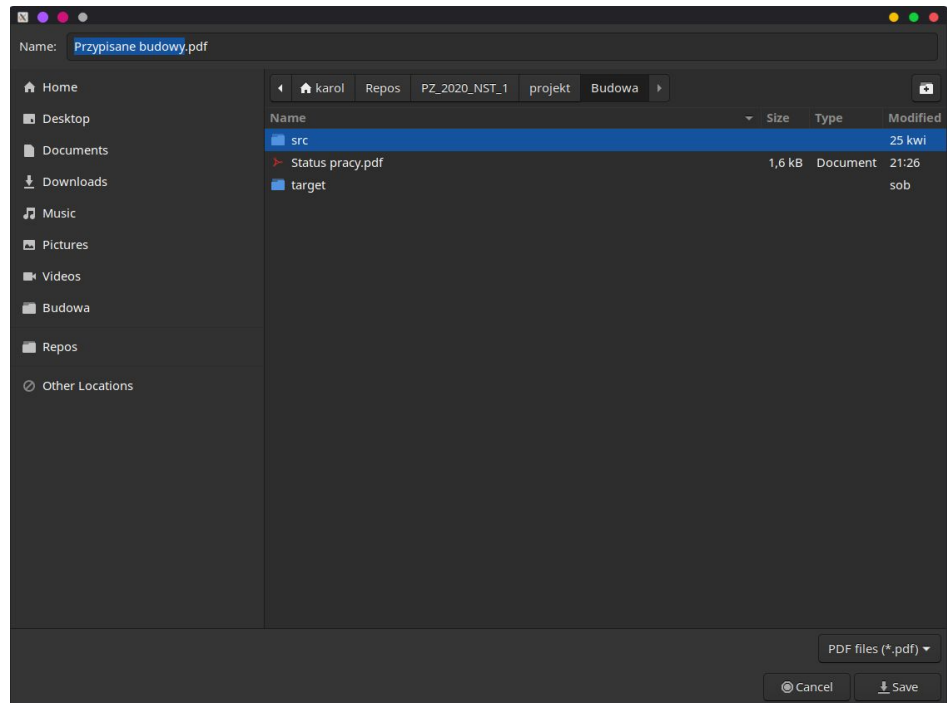 Name: Przypisane budowy.pdf
Home
Desktop
Documents
Downloads
Music
Pictures
Videos
Budowa
Repos
Other Locations
karol Repos PZ_2020_NST_1 projekt Budowa
Name Size Type Modified
src 25 kwi
Status pracy.pdf 1,6 kB Document 21:26
target sob
PDF files (*.pdf)
Cancel Save